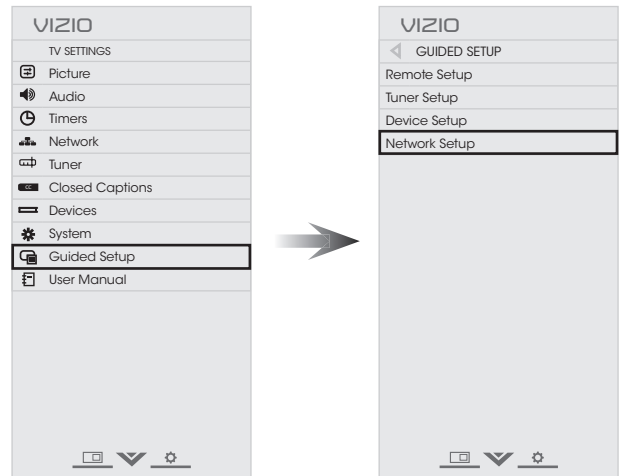 VIZIO
TV SETTINGS
Picture
Audio
Timers
Network
Tuner
CC
Closed Captions
Devices
System
Guided Setup
User Manual
VIZIO
GUIDED SETUP
Remote Setup
Tuner Setup
Device Setup
Network Setup